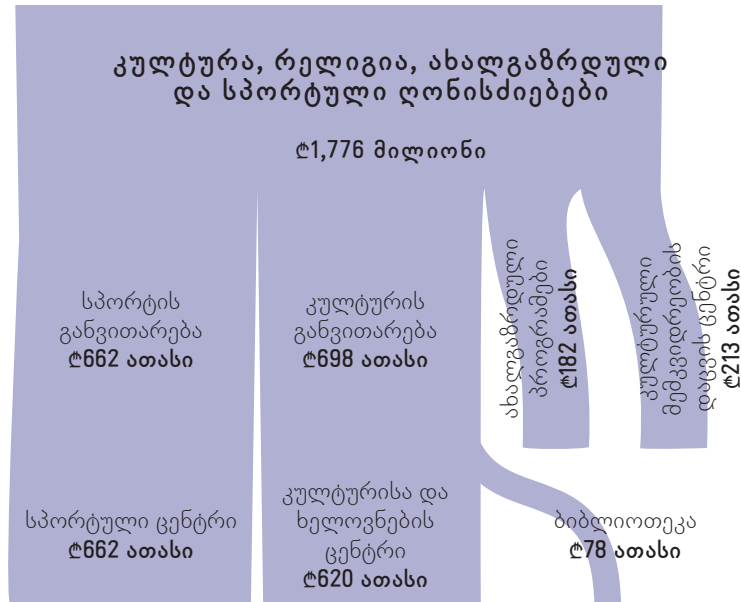 კულტურა, რელიგია, ახალგაზრდული
და სპორტული ღონისძიებები
₾1,776 მილიონი
სპორტის
განვითარება
₾662 ათასი
კულტურის
განვითარება
₾698 ათასი
ახალგაზრდული
პროგრამები
₾182 ათასი
კულტურული
მემკვიდრეობის
დაცვის ცენტრი
₾213 ათასი
სპორტული ცენტრი
₾662 ათასი
კულტურისა და
ხელოვნების
ცენტრი
₾620 ათასი
ბიბლიოთეკა
₾78 ათასი